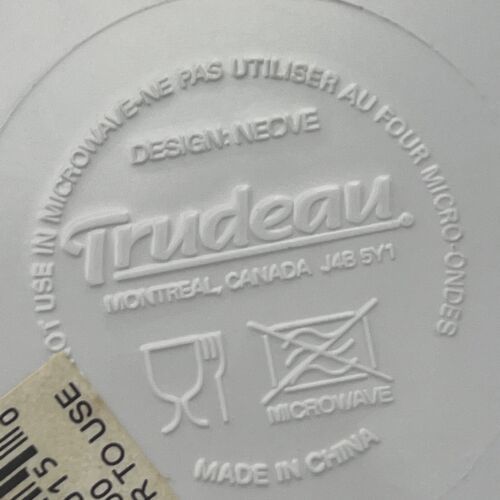 NOT USE IN MICROWAVE-NE PAS UTILISER AU FOUR MICRO-ONDES
DESIGN: NEOVE
Trudeau
MONTREAL, CANADA J4B 5Y1
MICROWAVE
MADE IN CHINA
TO USE